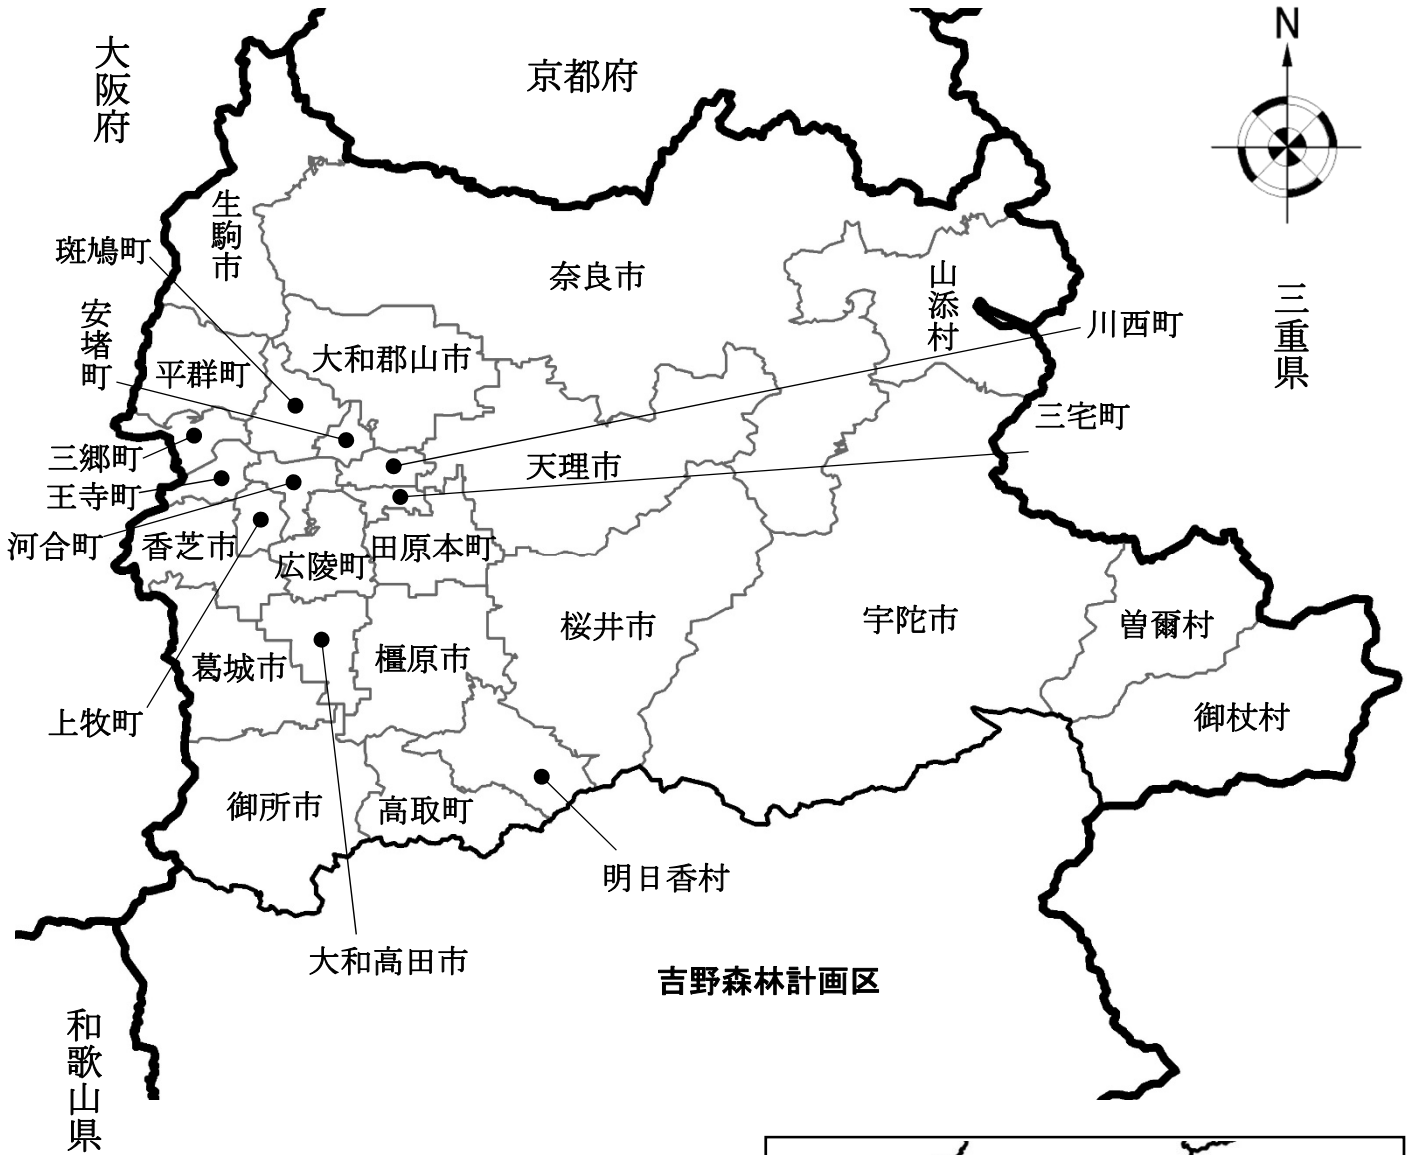 N
大阪府
京都府
生駒市
斑鳩町
奈良市
山添村
三重県
安堵町
川西町
平群町
大和郡山市
三宅町
三郷町
天理市
王寺町
河合町
香芝市
広陵町
田原本町
桜井市
宇陀市
曽爾村
葛城市
橿原市
上牧町
御杖村
御所市
高取町
明日香村
大和高田市
吉野森林計画区
和歌山県